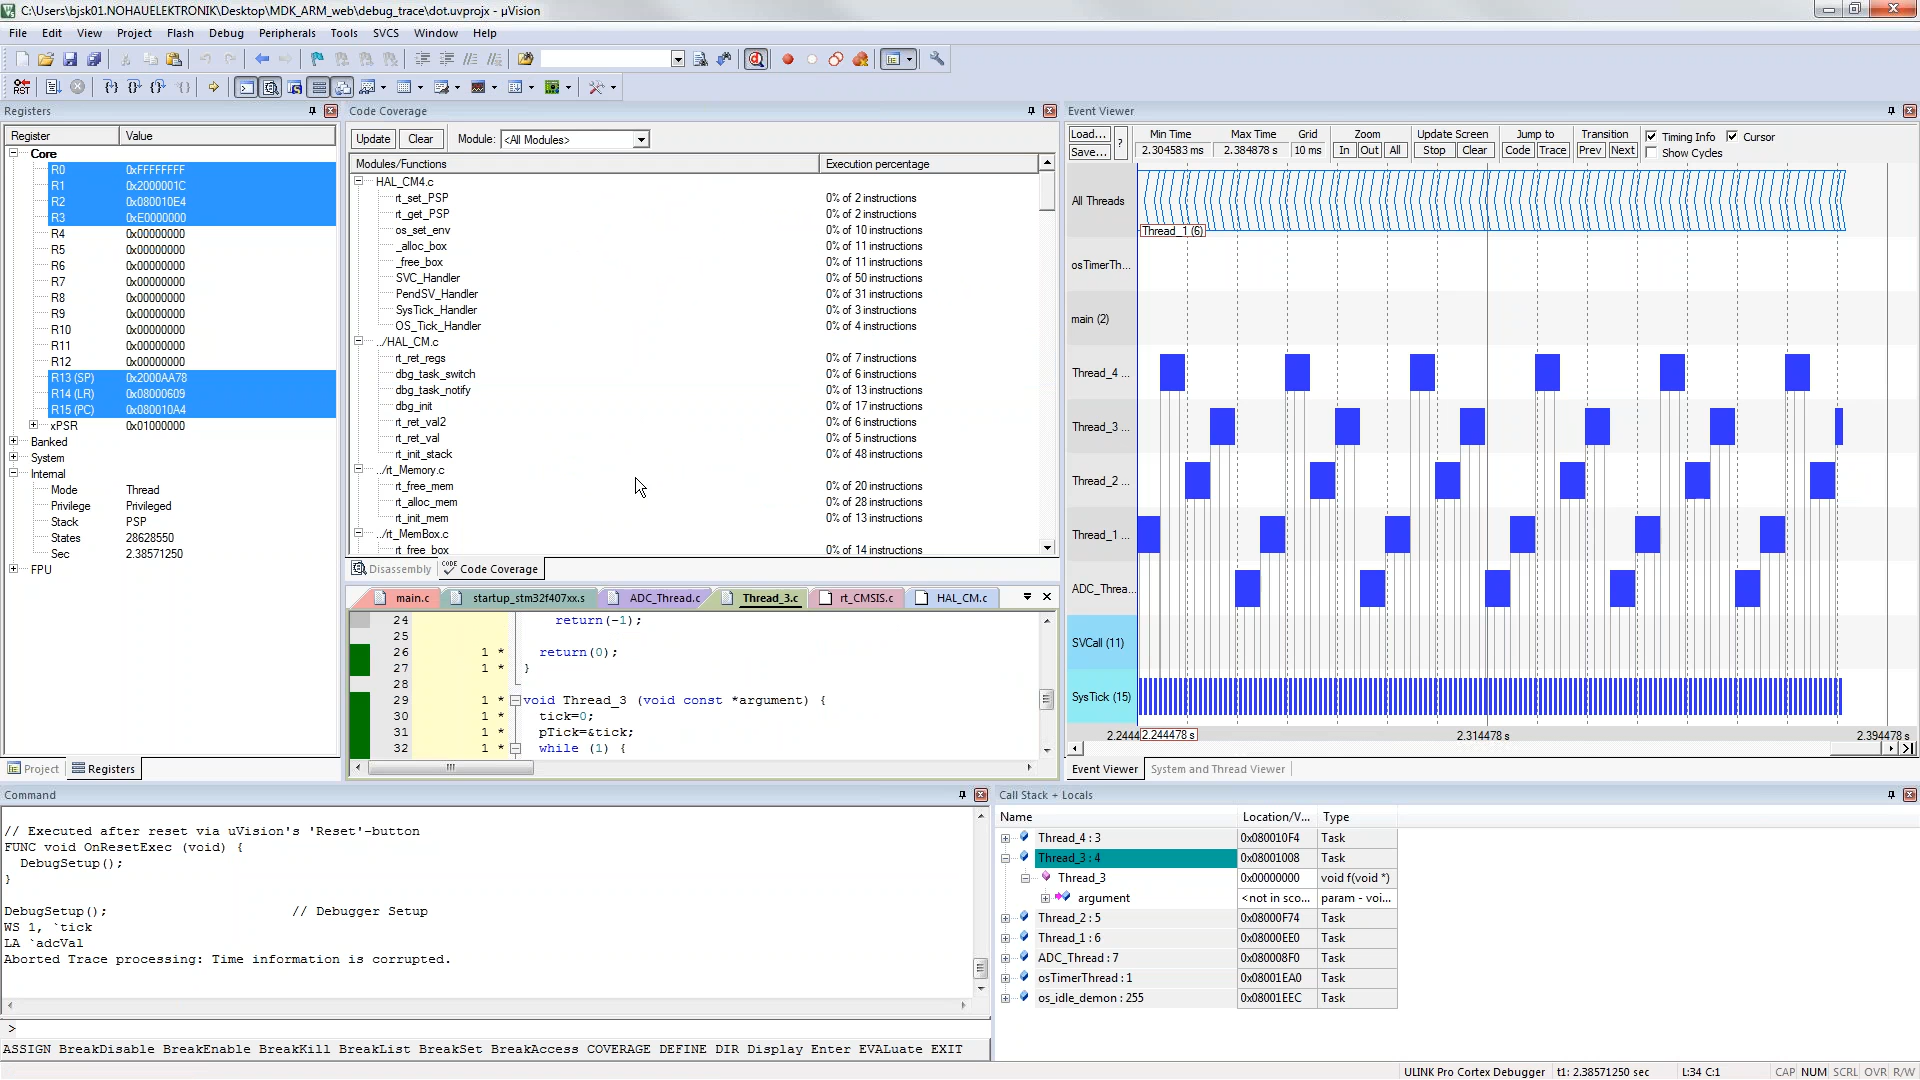 C:\Users\bjsk01.NOHAUELEKTRONIK\Desktop\MDK_ARM_web\debug_trace\dot.uvprojx - µVision
File Edit View Project Flash Debug Peripherals Tools SVCS Window Help
RST
Registers
Register Value
Core
R0 0xFFFFFFFF
R1 0x2000001C
R2 0x080010E4
R3 0xE0000000
R4 0x00000000
R5 0x00000000
R6 0x00000000
R7 0x00000000
R8 0x00000000
R9 0x00000000
R10 0x00000000
R11 0x00000000
R12 0x00000000
R13 (SP) 0x2000AA78
R14 (LR) 0x08000609
R15 (PC) 0x080010A4
xPSR 0x01000000
Banked
System
Internal
Mode Thread
Privilege Privileged
Stack PSP
States 28628550
Sec 2.38571250
FPU
Project Registers
Code Coverage
Update Clear Module: <All Modules>
Modules/Functions Execution percentage
HAL_CM4.c
rt_set_PSP 0% of 2 instructions
rt_get_PSP 0% of 2 instructions
os_set_env 0% of 10 instructions
_alloc_box 0% of 11 instructions
_free_box 0% of 11 instructions
SVC_Handler 0% of 50 instructions
PendSV_Handler 0% of 31 instructions
SysTick_Handler 0% of 3 instructions
OS_Tick_Handler 0% of 4 instructions
../HAL_CM.c
rt_ret_regs 0% of 7 instructions
dbg_task_switch 0% of 6 instructions
dbg_task_notify 0% of 13 instructions
dbg_init 0% of 17 instructions
rt_ret_val2 0% of 6 instructions
rt_ret_val 0% of 5 instructions
rt_init_stack 0% of 48 instructions
../rt_Memory.c
rt_free_mem 0% of 20 instructions
rt_alloc_mem 0% of 28 instructions
rt_init_mem 0% of 13 instructions
../rt_MemBox.c
rt_free_box 0% of 14 instructions
Disassembly CODE Code Coverage
main.c startup_stm32f407xx.s ADC_Thread.c Thread_3.c rt_CMSIS.c HAL_CM.c
24 return(-1);
25
26 1 * return(0);
27 1 * }
28
29 1 * void Thread_3 (void const *argument) {
30 1 * tick=0;
31 1 * pTick=&tick;
32 1 * while (1) {
Event Viewer
Load... ? Min Time Max Time Grid Zoom Update Screen Jump to Transition Timing Info Cursor
Save... 2.304583 ms 2.384878 s 10 ms In Out All Stop Clear Code Trace Prev Next Show Cycles
All Threads
Thread_1 (6)
osTimerTh...
main (2)
Thread_4 ...
Thread_3 ...
Thread_2 ...
Thread_1 ...
ADC_Threa...
SVCall (11)
SysTick (15)
2.2444 2.244478 s 2.314478 s 2.394478 s
Event Viewer System and Thread Viewer
Command
// Executed after reset via uVision's 'Reset'-button
FUNC void OnResetExec (void) {
DebugSetup();
}
DebugSetup(); // Debugger Setup
WS 1, `tick
LA `adcVal
Aborted Trace processing: Time information is corrupted.
>
ASSIGN BreakDisable BreakEnable BreakKill BreakList BreakSet BreakAccess COVERAGE DEFINE DIR Display Enter EVALuate EXIT
Call Stack + Locals
Name Location/V... Type
Thread_4 : 3 0x080010F4 Task
Thread_3 : 4 0x08001008 Task
Thread_3 0x00000000 void f(void *)
argument <not in sco... param - voi...
Thread_2 : 5 0x08000F74 Task
Thread_1 : 6 0x08000EE0 Task
ADC_Thread : 7 0x080008F0 Task
osTimerThread : 1 0x08001EA0 Task
os_idle_demon : 255 0x08001EEC Task
ULINK Pro Cortex Debugger t1: 2.38571250 sec L:34 C:1 CAP NUM SCRL OVR R/W